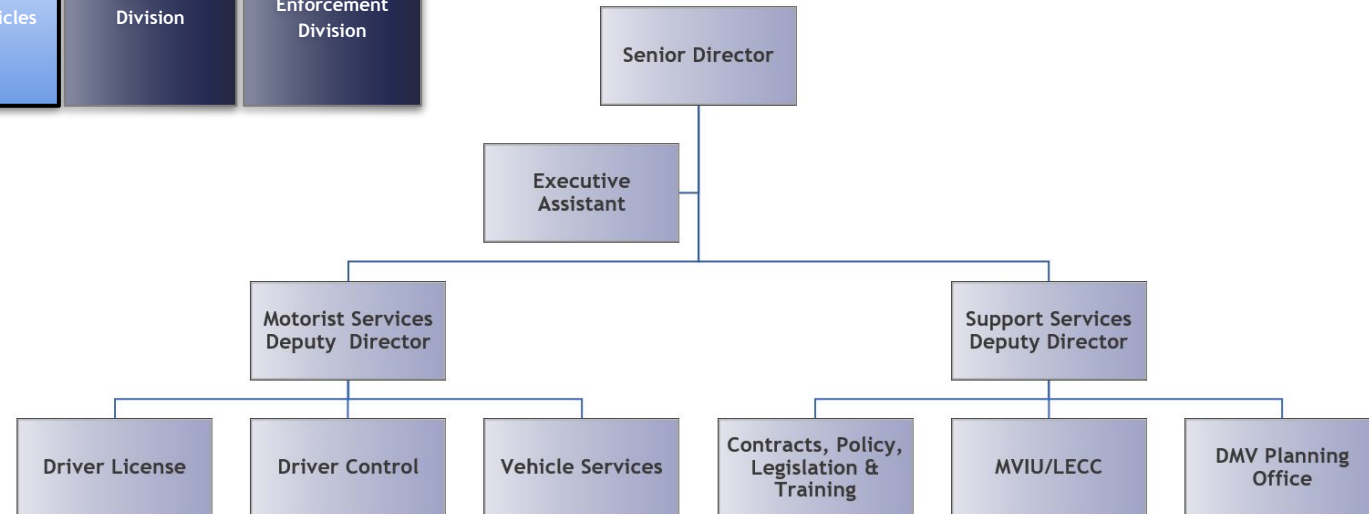 Division
Enforcement
Division
Senior Director
Executive
Assistant
Motorist Services
Deputy Director
Support Services
Deputy Director
Driver License
Driver Control
Vehicle Services
Contracts, Policy,
Legislation &
Training
MVIU/LECC
DMV Planning
Office